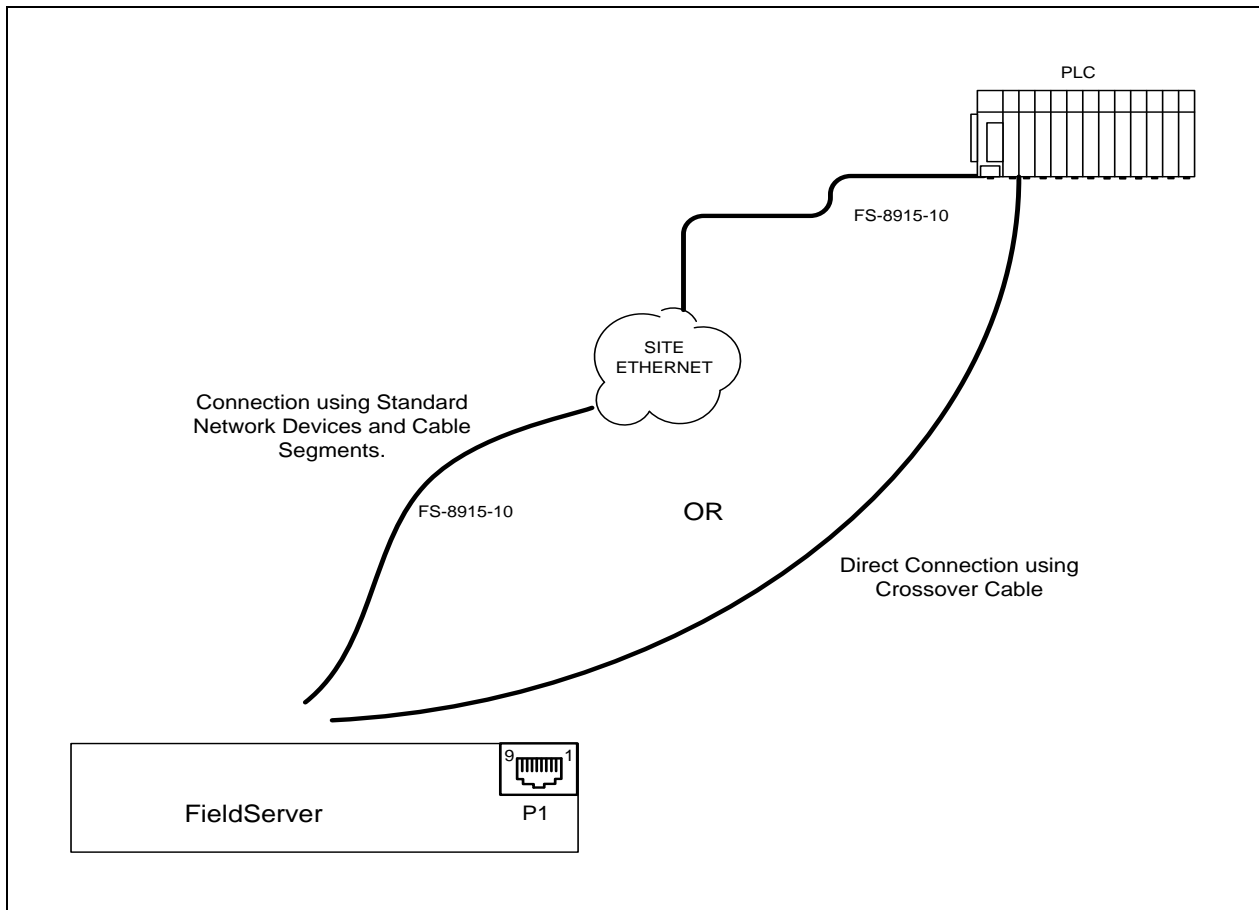 PLC
FS-8915-10
SITE
ETHERNET
Connection using Standard
Network Devices and Cable
Segments.
FS-8915-10
OR
Direct Connection using
Crossover Cable
9 1
FieldServer
P1